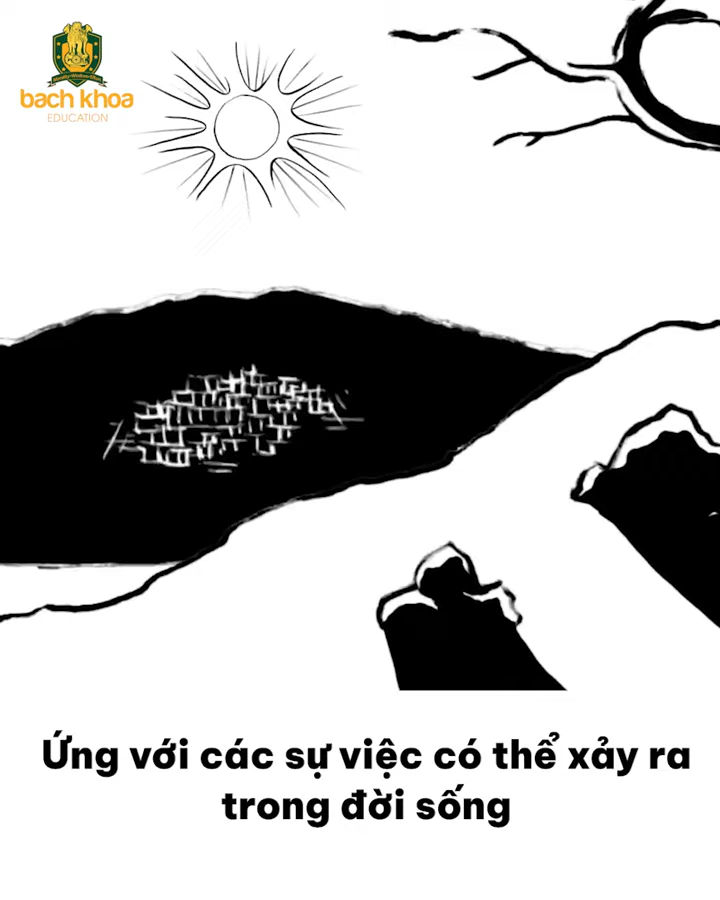 bach khoa
EDUCATION
Ứng với các sự việc có thể xảy ra
trong đời sống